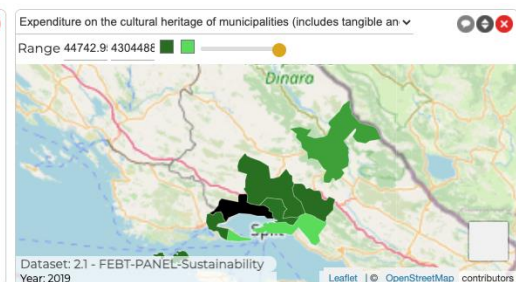 Expenditure on the cultural heritage of municipalities (includes tangible an
Range 44742.9 4304488
Dinara
Split
Dataset: 2.1 - FEBT-PANEL-Sustainability
Year: 2019
Leaflet | © OpenStreetMap contributors